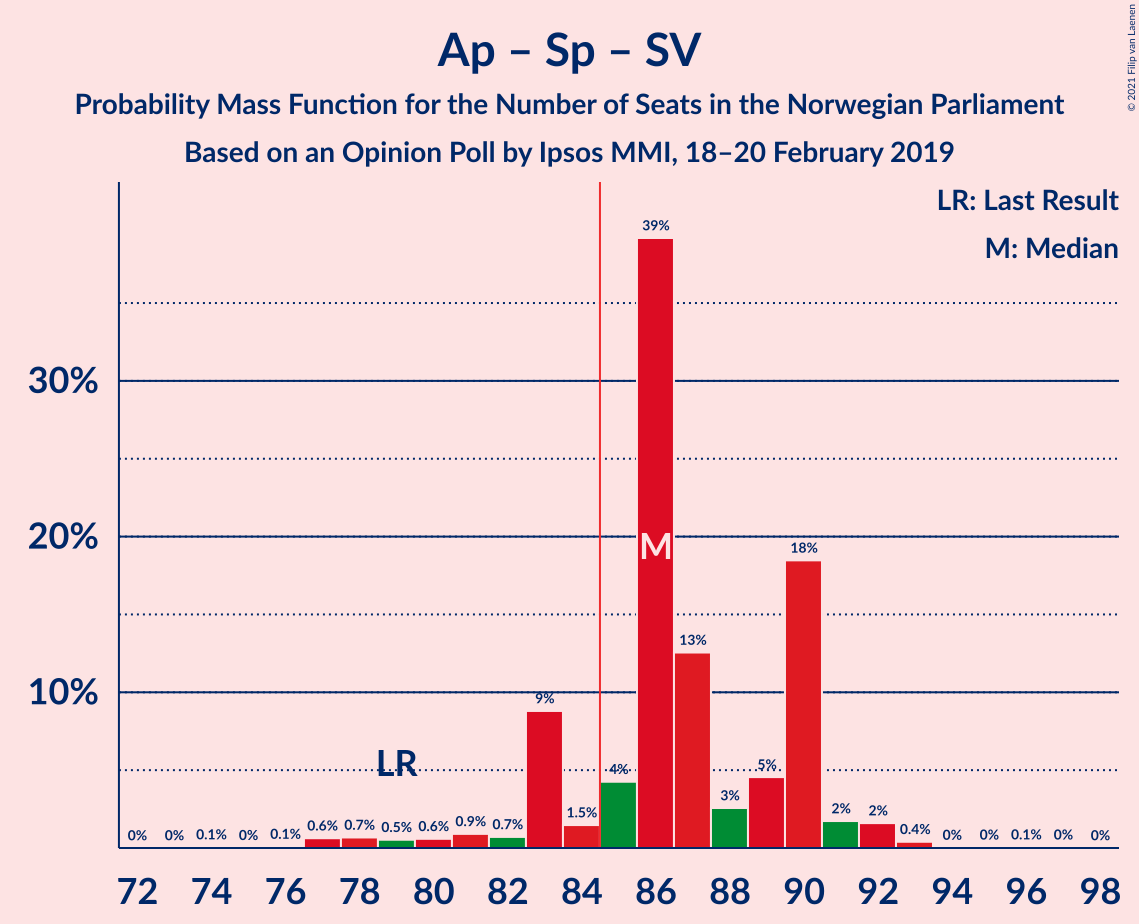 Ap – Sp – SV
Probability Mass Function for the Number of Seats in the Norwegian Parliament
Based on an Opinion Poll by Ipsos MMI, 18–20 February 2019
© 2021 Filip van Laenen
LR: Last Result
M: Median
30%
20%
10%
0% 0% 0.1% 0% 0.1% 0.6% 0.7% 0.5% 0.6% 0.9% 0.7% 9% 1.5% 4% 39% 13% 3% 5% 18% 2% 2% 0.4% 0% 0% 0.1% 0% 0%
LR
M
72 74 76 78 80 82 84 86 88 90 92 94 96 98